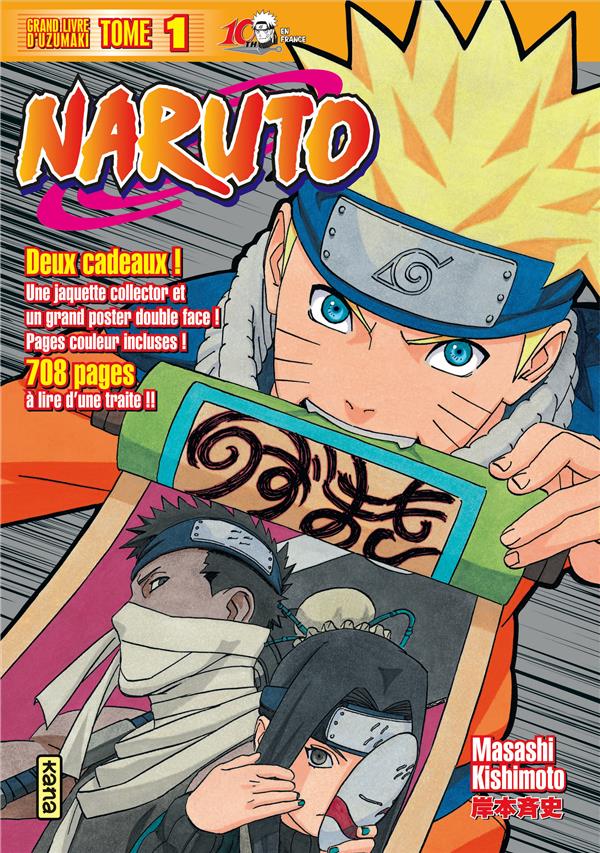 GRAND LIVRE
D'UZUMAKI
TOME 1
10TH
EN
FRANCE
NARUTO
Deux cadeaux !
Une jaquette collector et
un grand poster double face !
Pages couleur incluses !
708 pages
à lire d'une traite !!
うずまき
Masashi
Kishimoto
岸本斉史
KANA